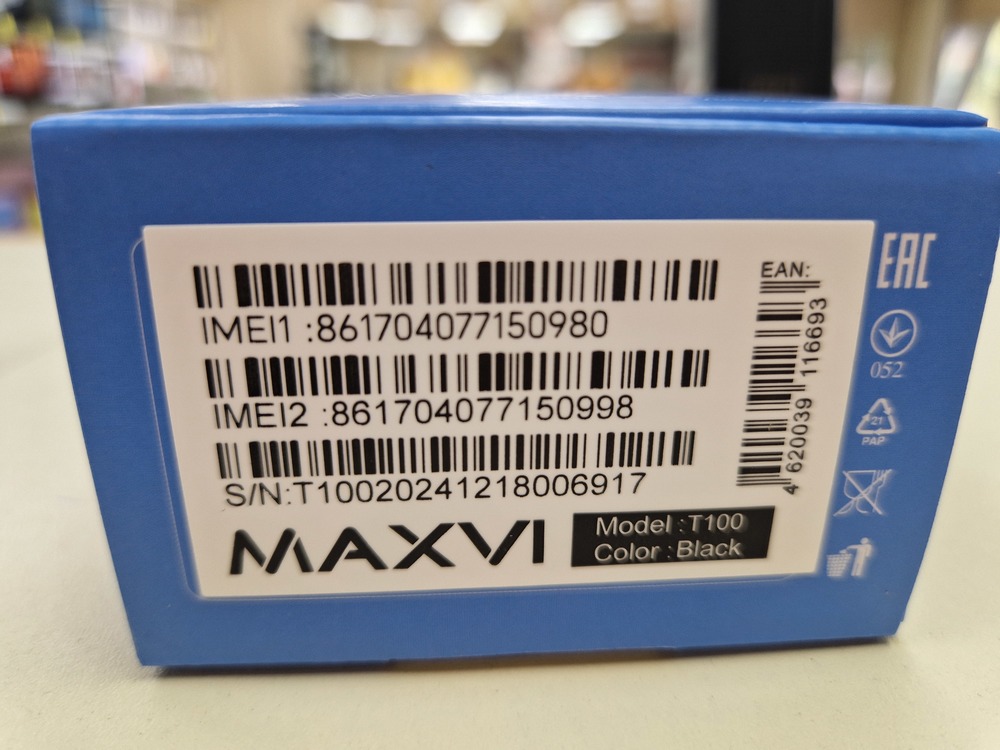 IMEI1 :861704077150980
IMEI2 :861704077150998
S/N:T10020241218006917
MAXVI
Model :T100
Color : Black
EAN:
4 620039 116693
EAC
052
21
PAP